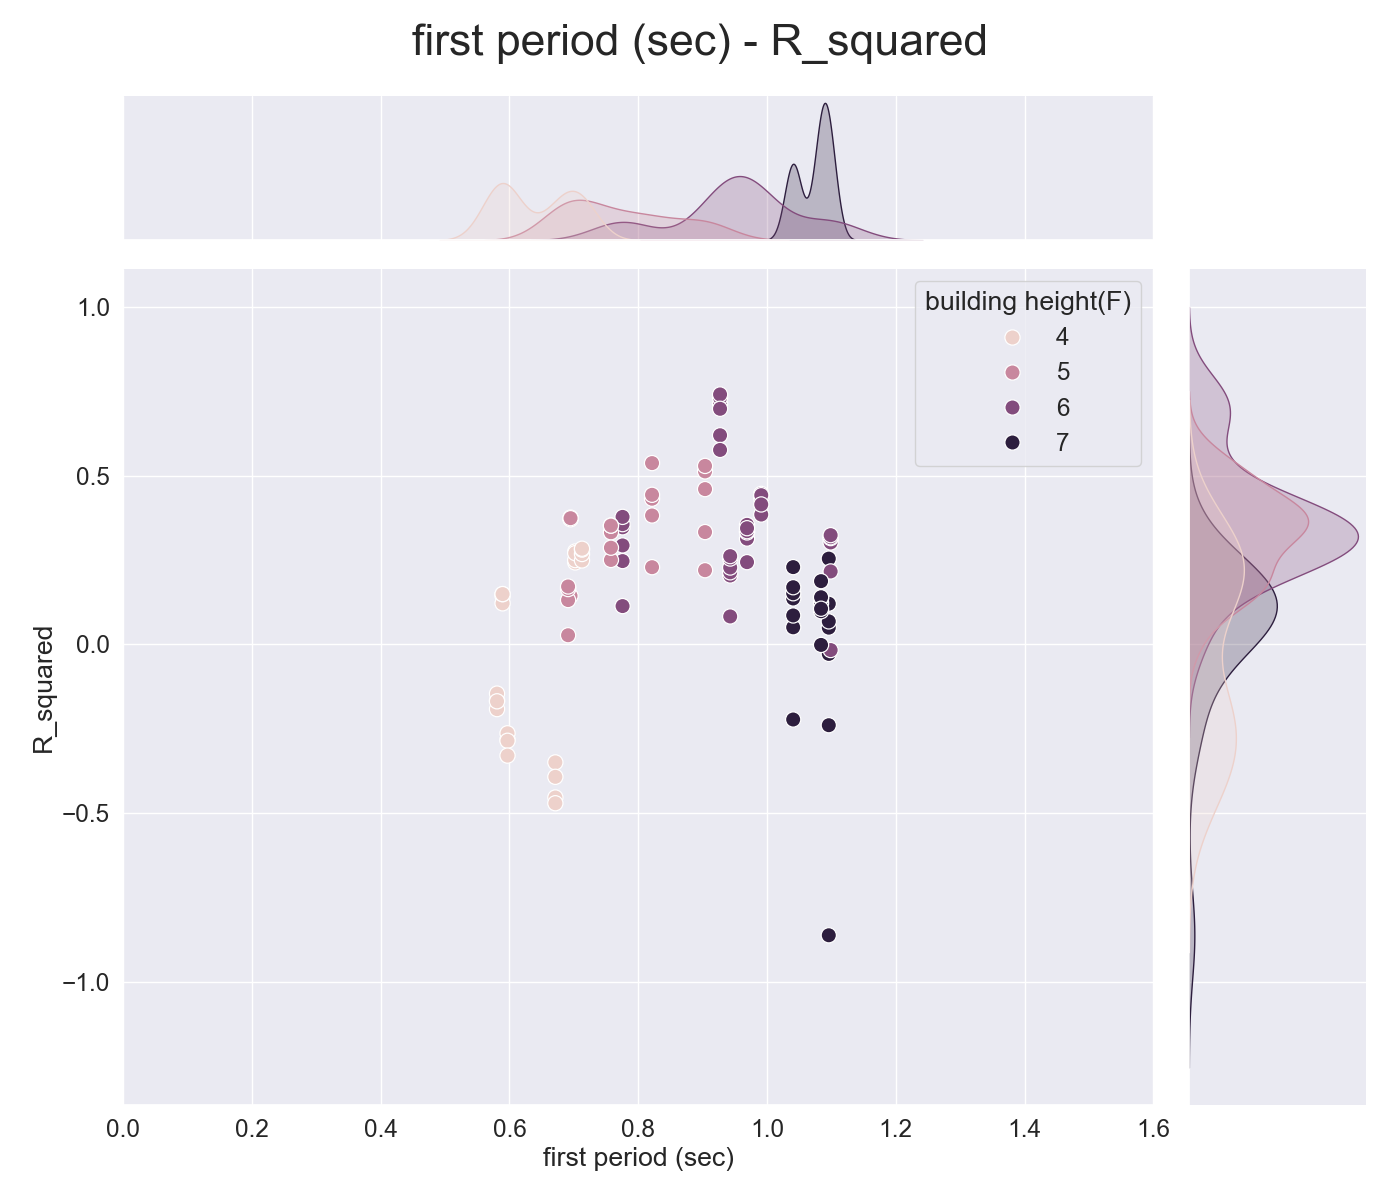 first period (sec) - R_squared
building height(F)
4
5
6
7
1.0
0.5
0.0
−0.5
−1.0
R_squared
0.0 0.2 0.4 0.6 0.8 1.0 1.2 1.4 1.6
first period (sec)